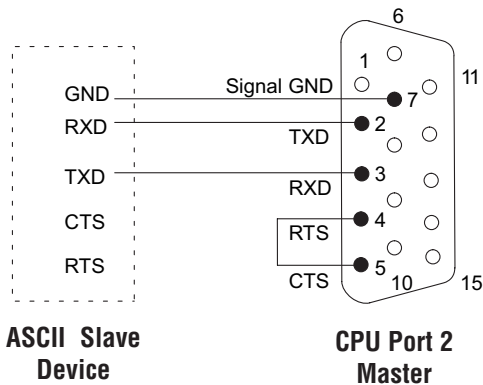 6
1
11
GND
Signal GND
7
RXD
TXD
2
TXD
RXD
3
CTS
RTS
4
RTS
CTS
5
10
15
ASCII Slave
Device
CPU Port 2
Master